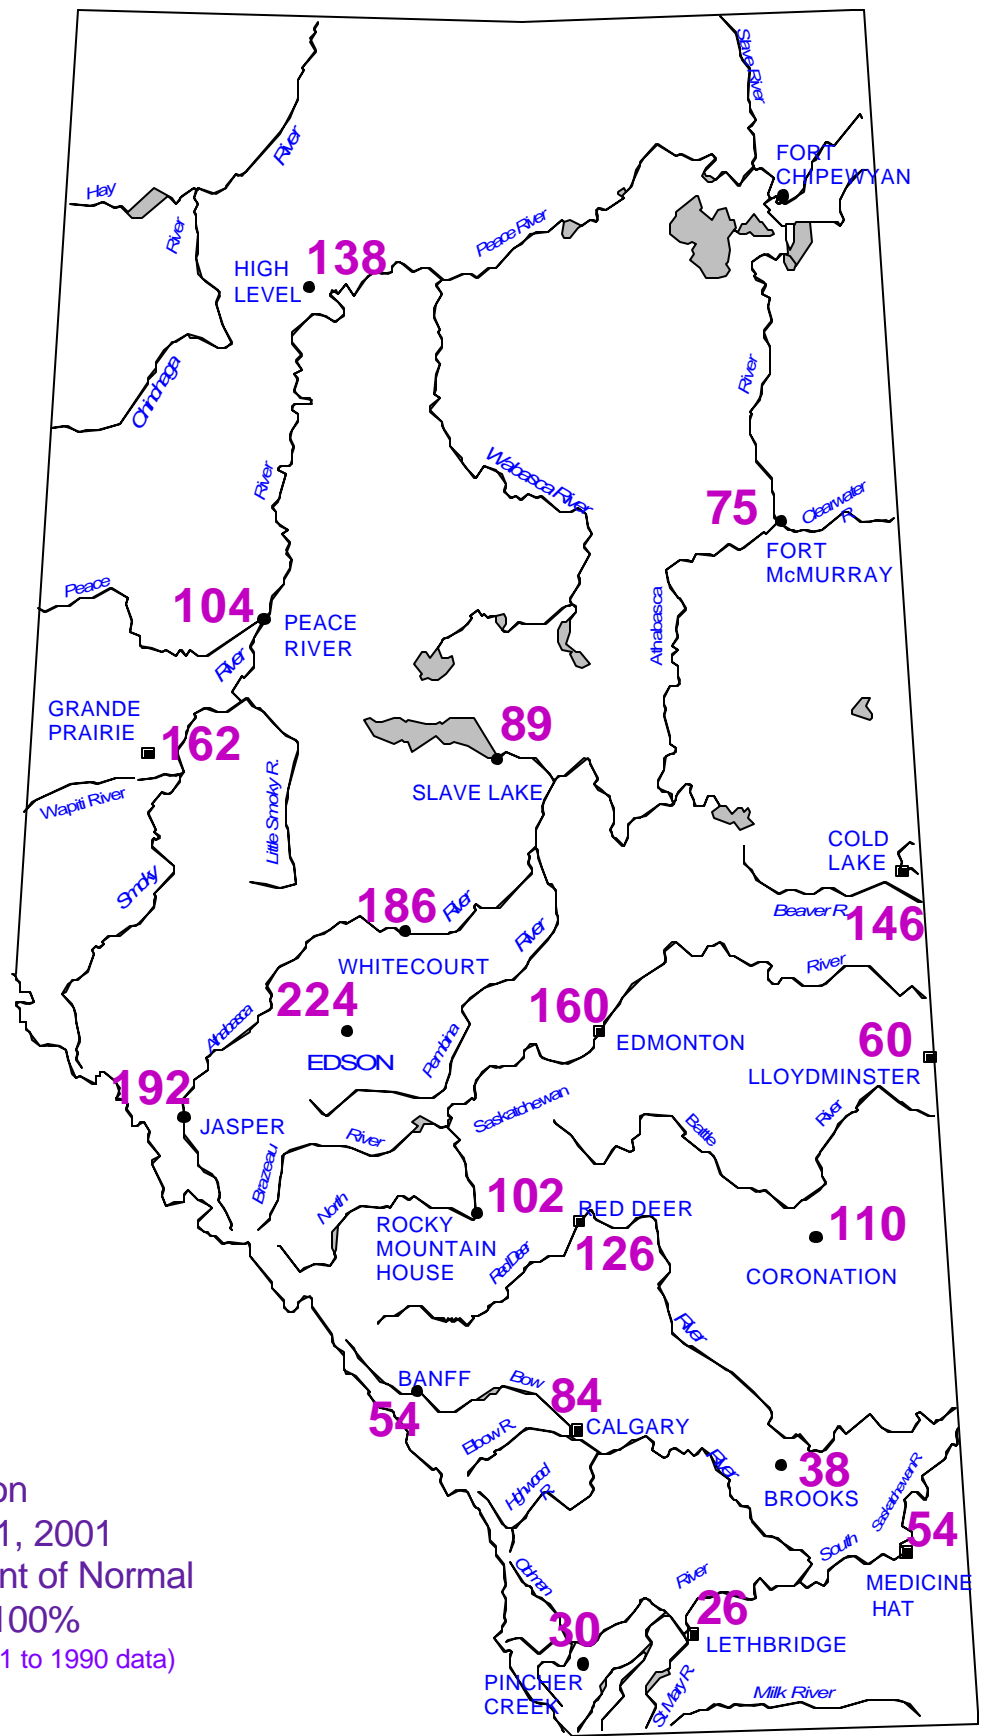 Slave River
FORT
CHIPEWYAN
River
Hay
River
Peace River
138
HIGH
LEVEL
Chinchaga
River
River
Wabasca River
75
Clearwater
R.
FORT
McMURRAY
Peace
104
PEACE
RIVER
River
Athabasca
GRANDE
PRAIRIE
162
89
SLAVE LAKE
Wapiti River
Little Smoky R.
Smoky
COLD
LAKE
Beaver R.
146
186
River
River
WHITECOURT
River
224
EDSON
Athabasca
Pembina
160
EDMONTON
60
LLOYDMINSTER
192
JASPER
Saskatchewan
River
Battle
River
Brazeau
North
102
RED DEER
126
ROCKY
MOUNTAIN
HOUSE
Red Deer
110
CORONATION
River
BANFF
54
Bow
84
CALGARY
Elbow R.
Highwood
R.
River
38
BROOKS
Saskatchewan R.
54
South
MEDICINE
HAT
Oldman
River
26
LETHBRIDGE
30
PINCHER
CREEK
St. Mary R.
Milk River
on
1, 2001
nt of Normal
100%
1 to 1990 data)